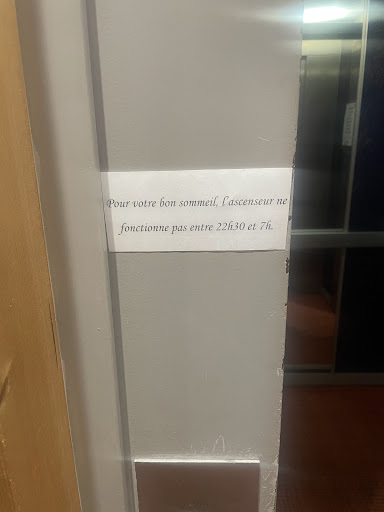 Pour votre bon sommeil, l'ascenseur ne
fonctionne pas entre 22h30 et 7h.